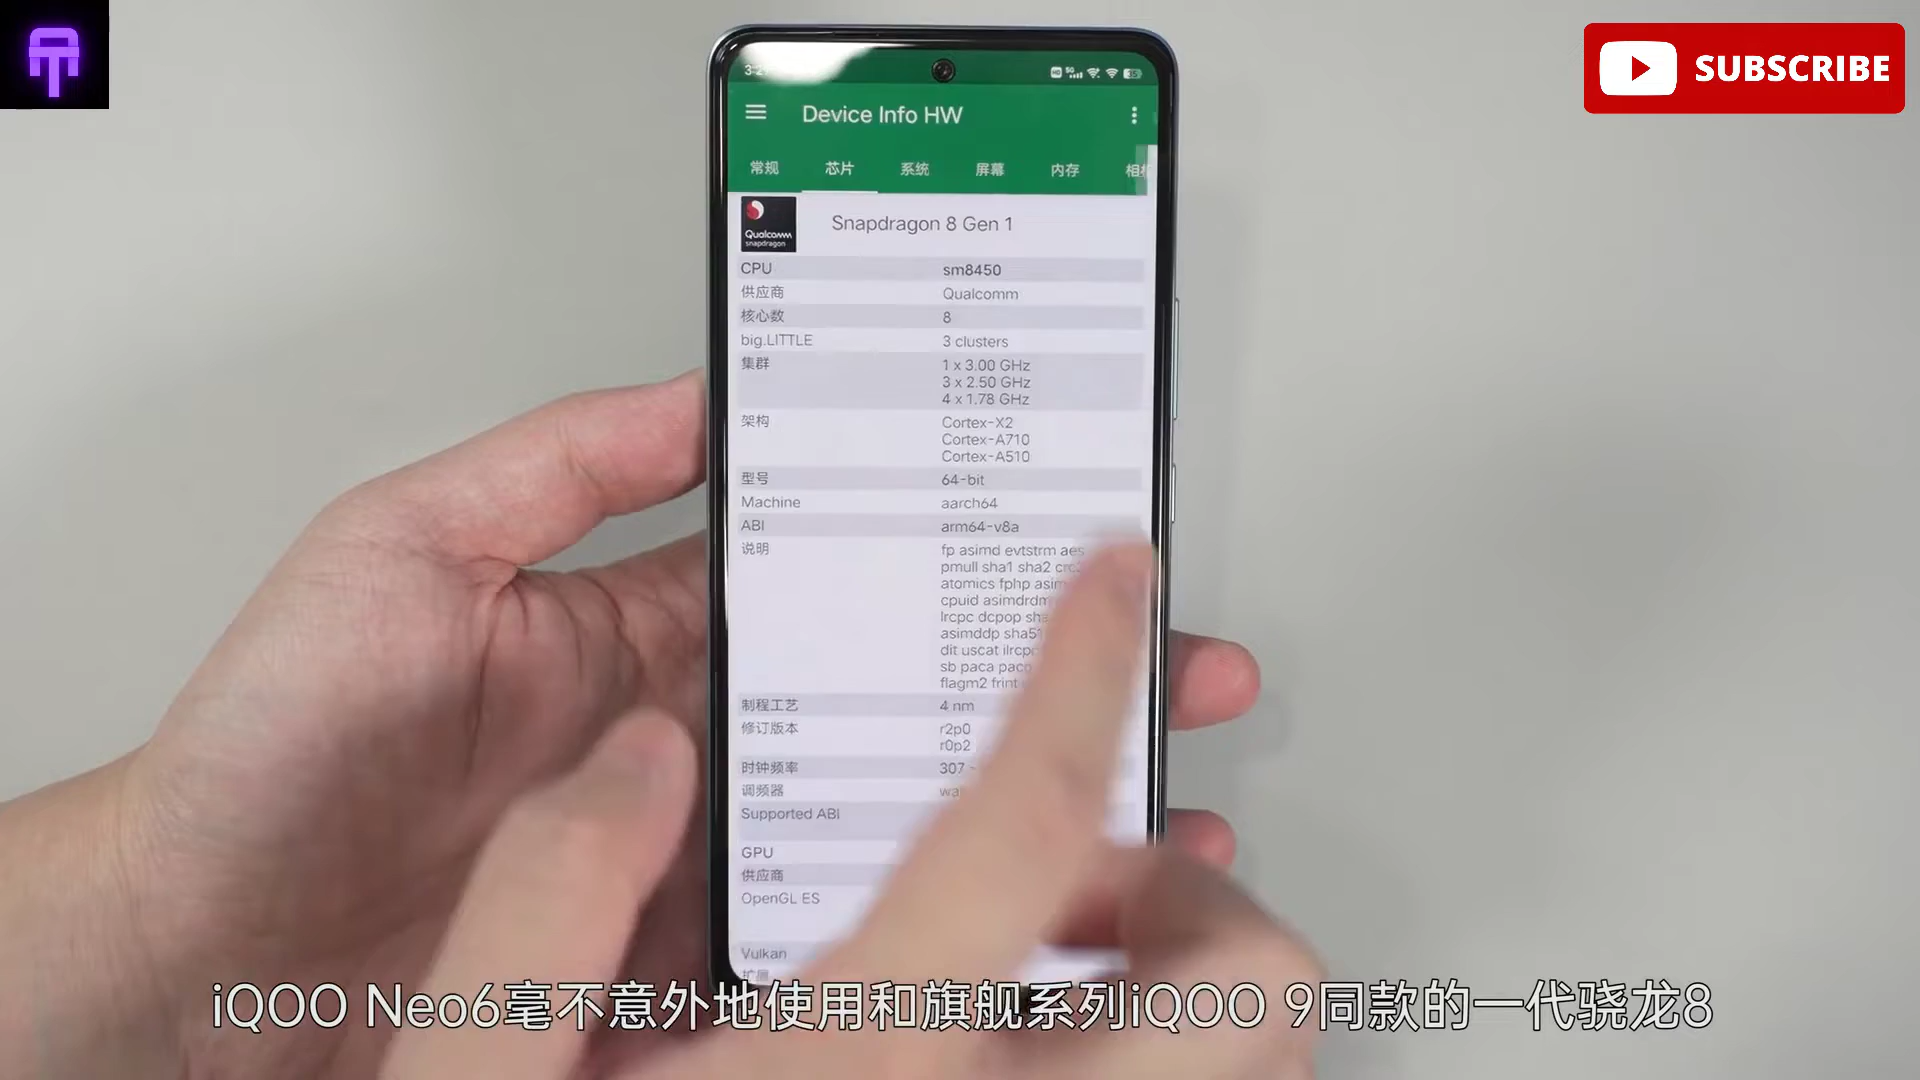 SUBSCRIBE
Device Info HW
常规 芯片 系统 屏幕 内存
Qualcomm
snapdragon
Snapdragon 8 Gen 1
CPU sm8450
供应商 Qualcomm
核心数 8
big.LITTLE 3 clusters
集群 1 x 3.00 GHz
3 x 2.50 GHz
4 x 1.78 GHz
架构 Cortex-X2
Cortex-A710
Cortex-A510
型号 64-bit
Machine aarch64
ABI arm64-v8a
说明 fp asimd evtstrm aes
pmull sha1 sha2
atomics fphp
cpuid
lrcpc dcpop
asimddp
dit uscat
sb paca
flagm2 frint
制程工艺 4 nm
修订版本 r2p0
r0p2
时钟频率 307
调频器
Supported ABI
GPU
供应商
OpenGL ES
Vulkan
iQOO Neo6毫不意外地使用和旗舰系列iQOO 9同款的一代骁龙8